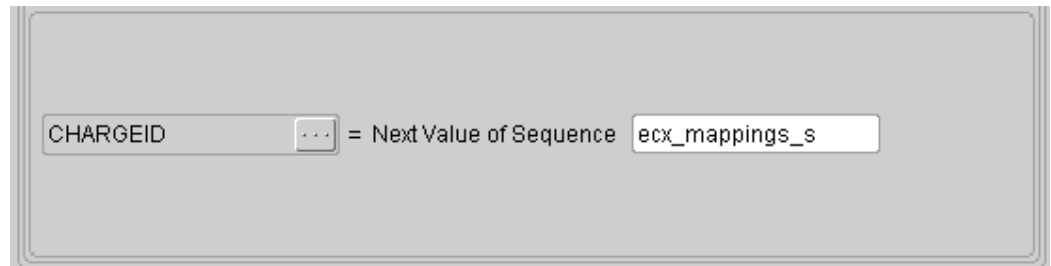 CHARGEID ... = Next Value of Sequence ecx_mappings_s